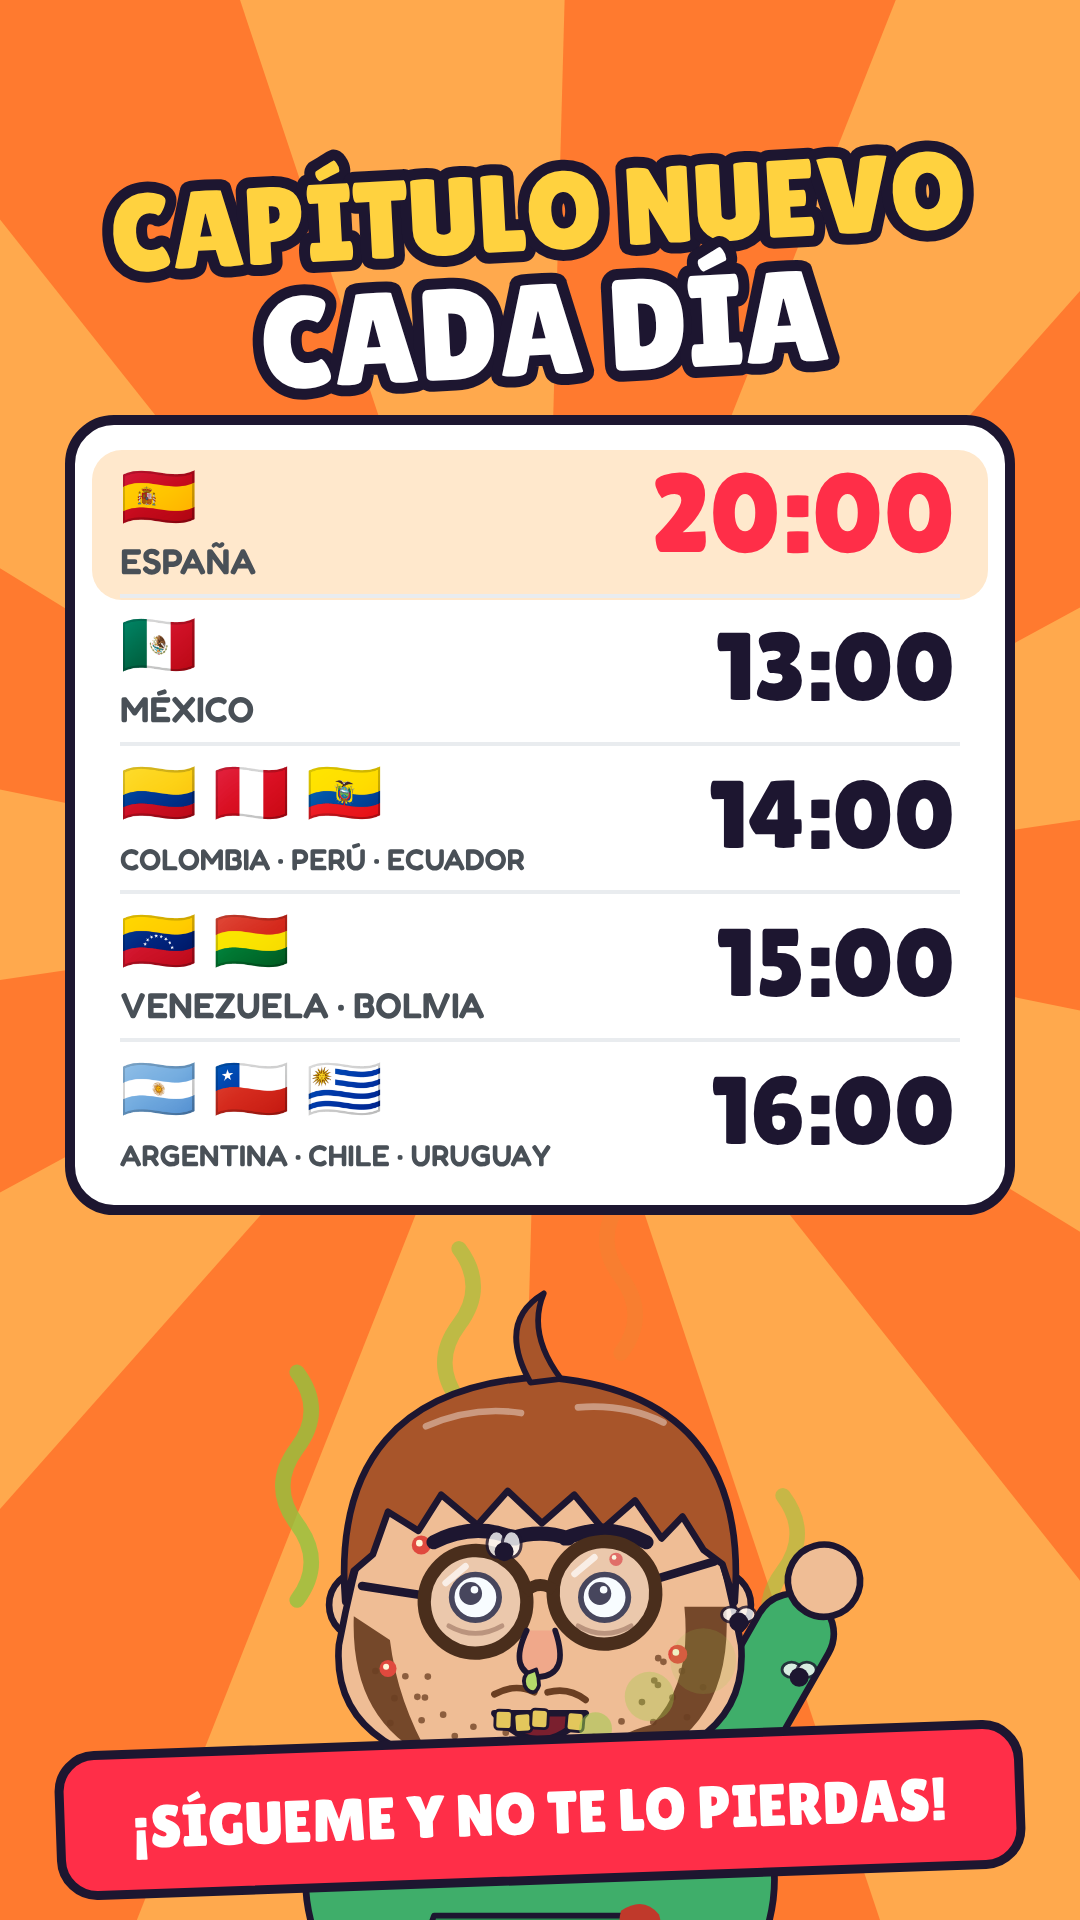 CAPÍTULO NUEVO
CADA DÍA
ESPAÑA
20:00
MÉXICO
13:00
COLOMBIA · PERÚ · ECUADOR
14:00
VENEZUELA · BOLIVIA
15:00
ARGENTINA · CHILE · URUGUAY
16:00
¡SÍGUEME Y NO TE LO PIERDAS!